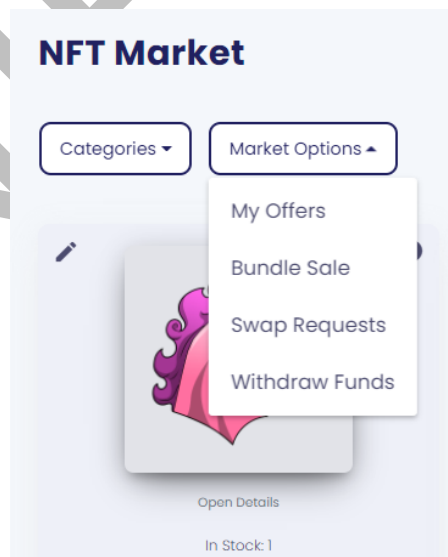 NFT Market
Categories
Market Options
My Offers
Bundle Sale
Swap Requests
Withdraw Funds
Open Details
In Stock: 1